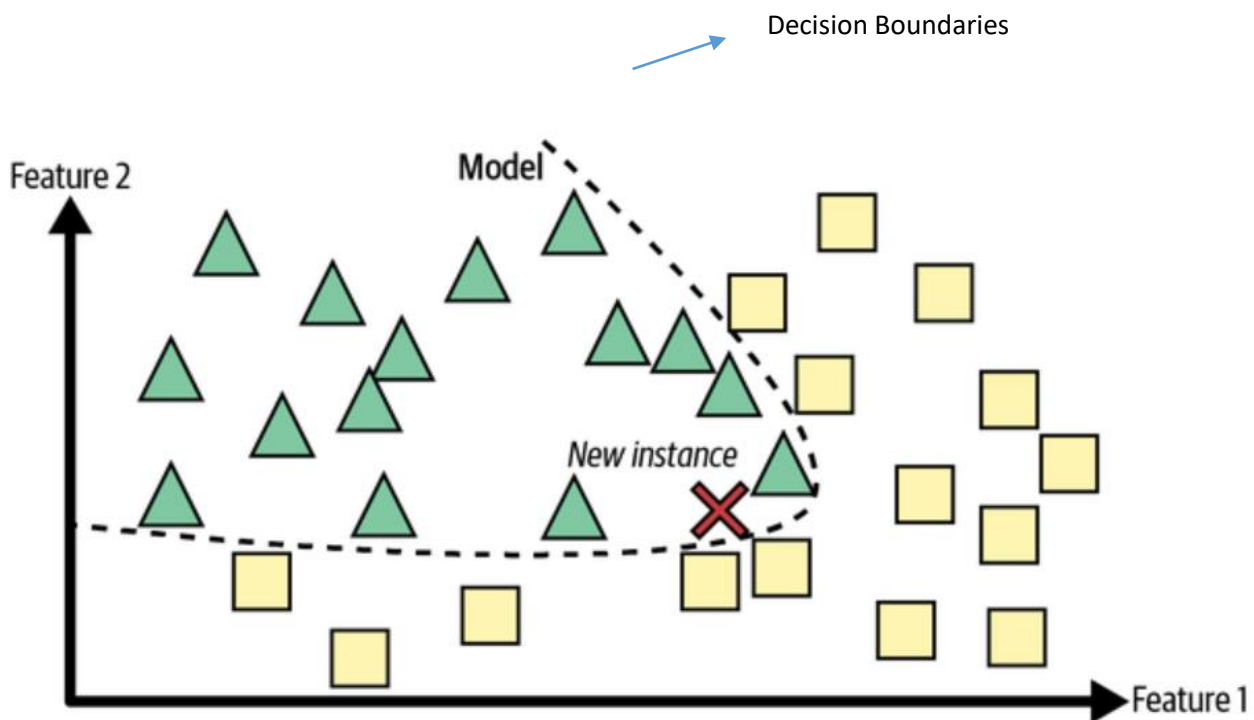 Decision Boundaries
Model
Feature 2
New instance
Feature 1